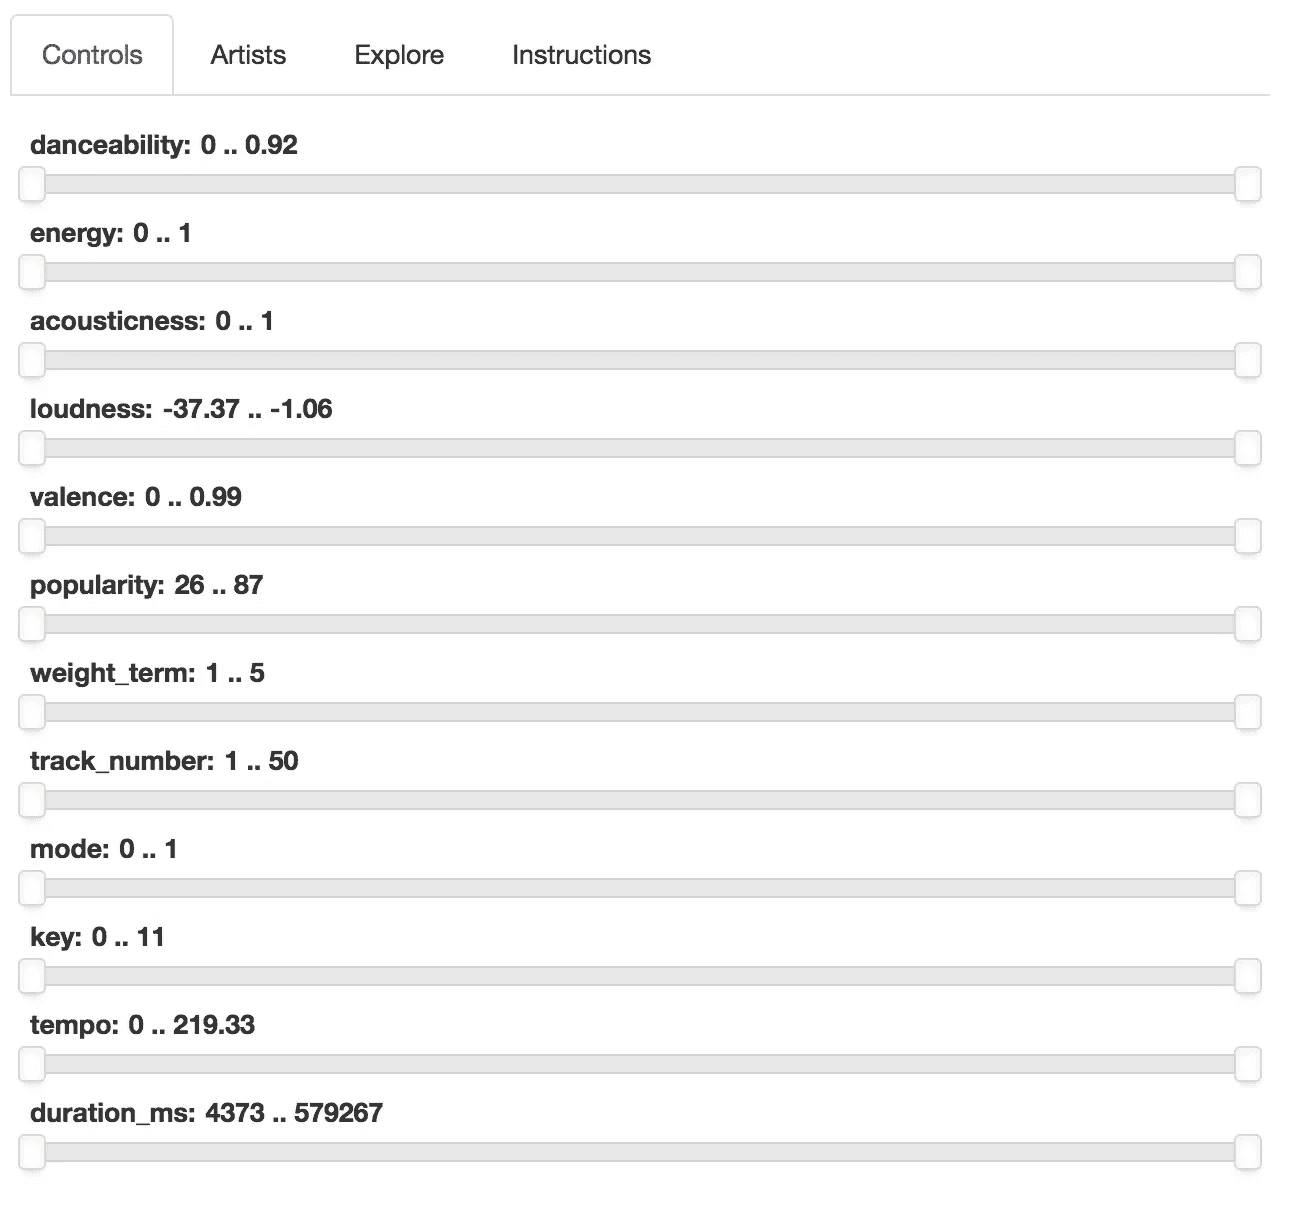 Controls Artists Explore Instructions
danceability: 0 .. 0.92
energy: 0 .. 1
acousticness: 0 .. 1
loudness: -37.37 .. -1.06
valence: 0 .. 0.99
popularity: 26 .. 87
weight_term: 1 .. 5
track_number: 1 .. 50
mode: 0 .. 1
key: 0 .. 11
tempo: 0 .. 219.33
duration_ms: 4373 .. 579267